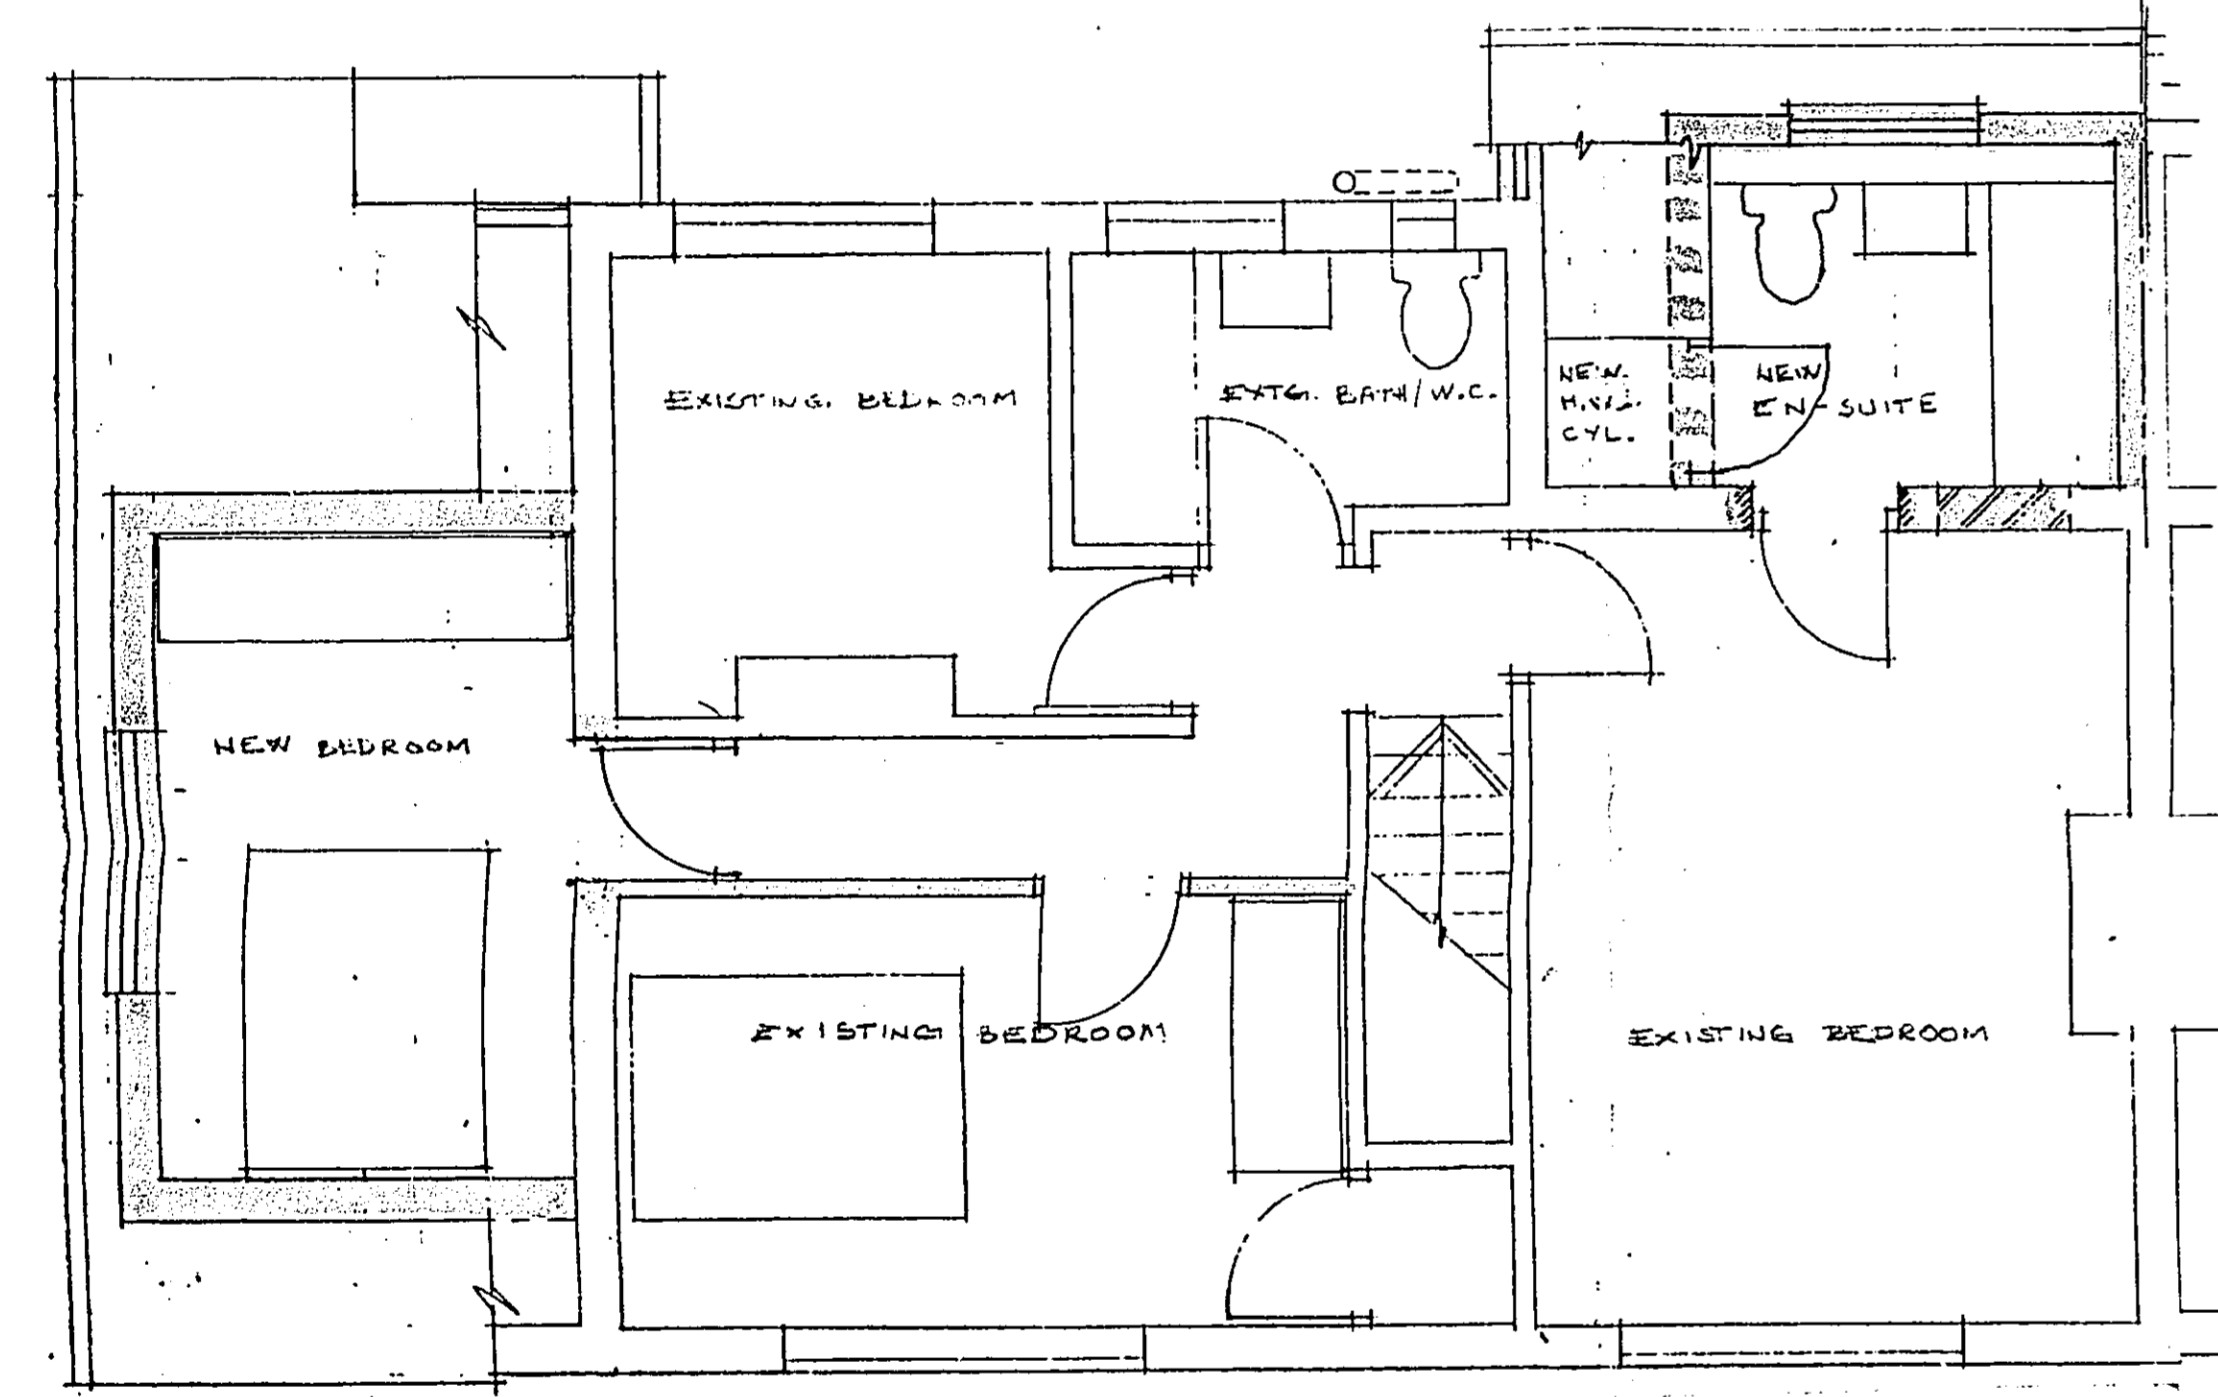 EXISTING. BEDROOM
EXTG. BATH/W.C.
NEW.
H.W.
CYL.
NEW
EN-SUITE
NEW BEDROOM
EXISTING BEDROOM
EXISTING BEDROOM